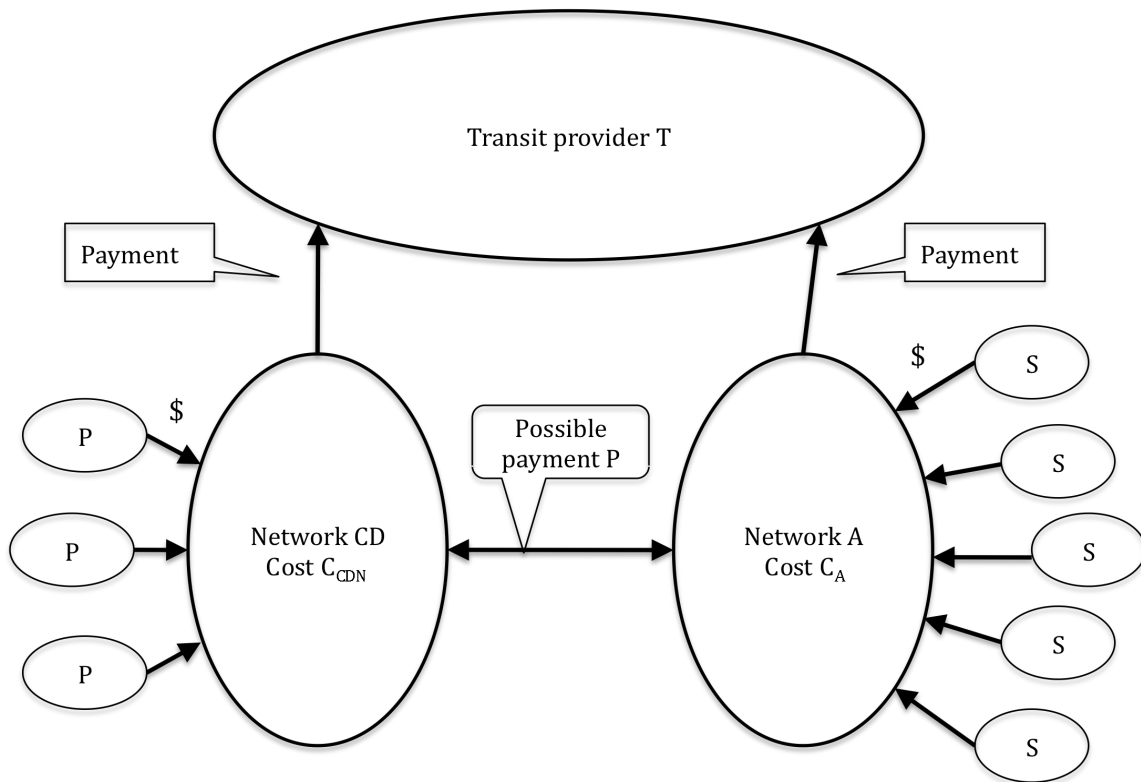 Transit provider T
Payment
Payment
$
S
$
P
Possible
payment P
S
Network CD
Cost C_CDN
Network A
Cost C_A
P
S
S
P
S